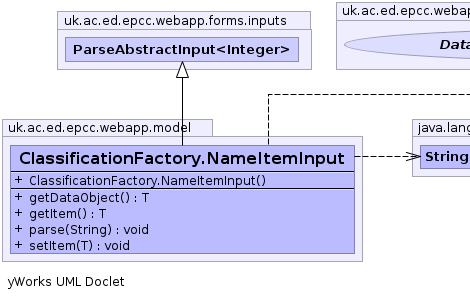 uk.ac.ed.epcc.webapp.forms.inputs
ParseAbstractInput<Integer>
uk.ac.ed.epcc.webapp
Data
uk.ac.ed.epcc.webapp.model
ClassificationFactory.NameItemInput
+ ClassificationFactory.NameItemInput()
+ getDataObject() : T
+ getItem() : T
+ parse(String) : void
+ setItem(T) : void
java.lang
String
yWorks UML Doclet